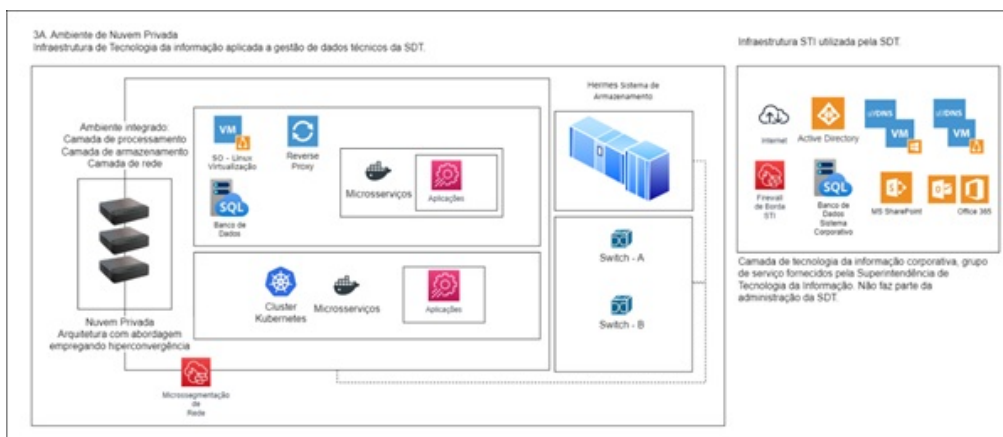 3A. Ambiente de Nuvem Privada
Infraestrutura de Tecnologia da informação aplicada a gestão de dados técnicos da SDT.
Ambiente integrado:
Camada de processamento
Camada de armazenamento
Camada de rede
Nuvem Privada
Arquitetura com abordagem
empregando hiperconvergência
VM
SO - Linux
Virtualização
Reverse
Proxy
SQL
Banco de
Dados
Microsserviços
Aplicações
Cluster
Kubernetes
Microsserviços
Aplicações
Microssegmentação
de
Rede
Hermes Sistema de
Armazenamento
Switch - A
Switch - B
Infraestrutura STI utilizada pela SDT.
Internet
Active Directory
DNS
VM
DNS
VM
Firewall
de Borda
STI
SQL
Banco de
Dados
Sistema
Corporativo
MS SharePoint
Office 365
Camada de tecnologia da informação corporativa, grupo
de serviço fornecidos pela Superintendência de
Tecnologia da Informação. Não faz parte da
administração da SDT.